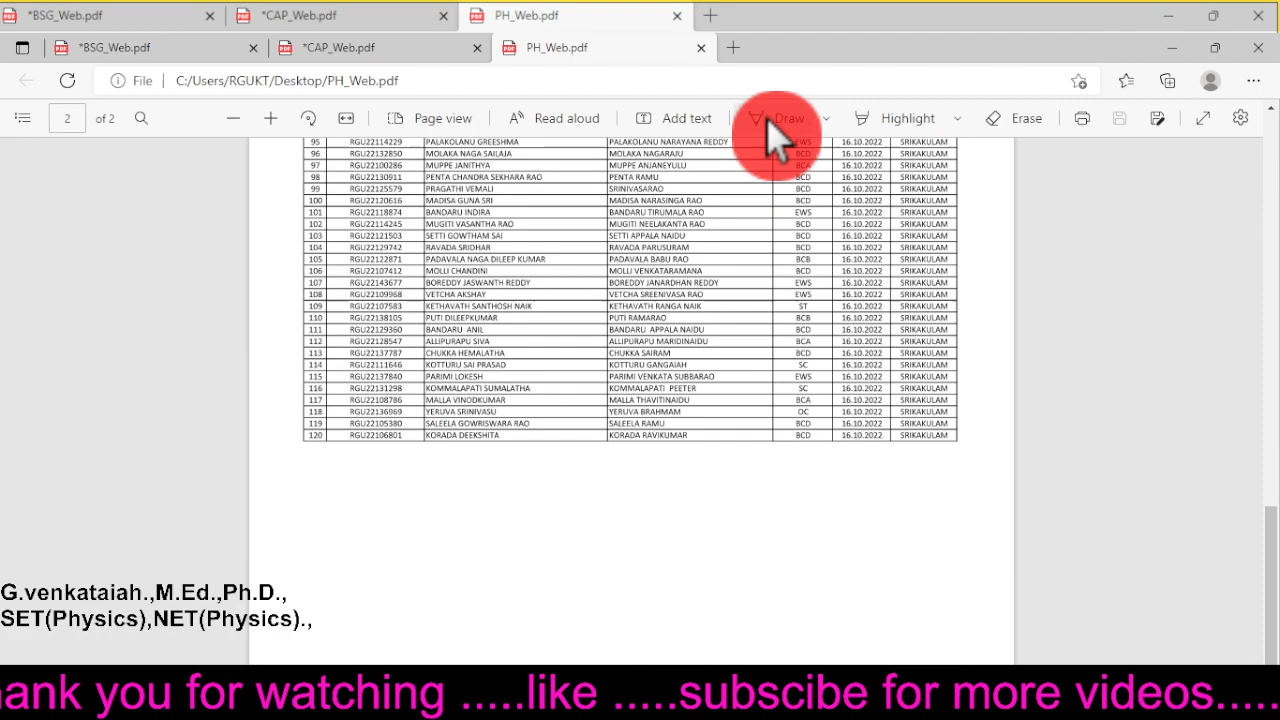 *BSG_Web.pdf *CAP_Web.pdf PH_Web.pdf
*BSG_Web.pdf *CAP_Web.pdf PH_Web.pdf
File C:/Users/RGUKT/Desktop/PH_Web.pdf
2 of 2 Page view Read aloud Add text Draw Highlight Erase
95 RGU22114229 PALAKOLANU GREESHMA PALAKOLANU NARAYANA REDDY EWS 16.10.2022 SRIKAKULAM
96 RGU22132850 MOLAKA NAGA SAILAJA MOLAKA NAGARAJU BCD 16.10.2022 SRIKAKULAM
97 RGU22100286 MUPPE JANITHYA MUPPE ANJANEYULU BCA 16.10.2022 SRIKAKULAM
98 RGU22130911 PENTA CHANDRA SEKHARA RAO PENTA RAMU BCD 16.10.2022 SRIKAKULAM
99 RGU22125579 PRAGATHI VEMALI SRINIVASARAO BCD 16.10.2022 SRIKAKULAM
100 RGU22120616 MADISA GUNA SRI MADISA NARASINGA RAO BCD 16.10.2022 SRIKAKULAM
101 RGU22118874 BANDARU INDIRA BANDARU TIRUMALA RAO EWS 16.10.2022 SRIKAKULAM
102 RGU22114245 MUGITI VASANTHA RAO MUGITI NEELAKANTA RAO BCD 16.10.2022 SRIKAKULAM
103 RGU22121503 SETTI GOWTHAM SAI SETTI APPALA NAIDU BCD 16.10.2022 SRIKAKULAM
104 RGU22129742 RAVADA SRIDHAR RAVADA PARUSURAM BCD 16.10.2022 SRIKAKULAM
105 RGU22122871 PADAVALA NAGA DILEEP KUMAR PADAVALA BABU RAO BCB 16.10.2022 SRIKAKULAM
106 RGU22107412 MOLLI CHANDINI MOLLI VENKATARAMANA BCD 16.10.2022 SRIKAKULAM
107 RGU22143677 BOREDDY JASWANTH REDDY BOREDDY JANARDHAN REDDY EWS 16.10.2022 SRIKAKULAM
108 RGU22109968 VETCHA AKSHAY VETCHA SREENIVASA RAO EWS 16.10.2022 SRIKAKULAM
109 RGU22107583 KETHAVATH SANTHOSH NAIK KETHAVATH RANGA NAIK ST 16.10.2022 SRIKAKULAM
110 RGU22138105 PUTI DILEEPKUMAR PUTI RAMARAO BCB 16.10.2022 SRIKAKULAM
111 RGU22129360 BANDARU ANIL BANDARU APPALA NAIDU BCD 16.10.2022 SRIKAKULAM
112 RGU22128547 ALLIPURAPU SIVA ALLIPURAPU MARIDINAIDU BCA 16.10.2022 SRIKAKULAM
113 RGU22137787 CHUKKA HEMALATHA CHUKKA SAIRAM BCD 16.10.2022 SRIKAKULAM
114 RGU22111646 KOTTURU SAI PRASAD KOTTURU GANGAIAH SC 16.10.2022 SRIKAKULAM
115 RGU22137840 PARIMI LOKESH PARIMI VENKATA SUBBARAO EWS 16.10.2022 SRIKAKULAM
116 RGU22131298 KOMMALAPATI SUMALATHA KOMMALAPATI PEETER SC 16.10.2022 SRIKAKULAM
117 RGU22108786 MALLA VINODKUMAR MALLA THAVITINAIDU BCA 16.10.2022 SRIKAKULAM
118 RGU22136969 YERUVA SRINIVASU YERUVA BRAHMAM OC 16.10.2022 SRIKAKULAM
119 RGU22105380 SALEELA GOWRISWARA RAO SALEELA RAMU BCD 16.10.2022 SRIKAKULAM
120 RGU22106801 KORADA DEEKSHITA KORADA RAVIKUMAR BCD 16.10.2022 SRIKAKULAM
G.venkataiah.,M.Ed.,Ph.D.,
SET(Physics),NET(Physics).,
hank you for watching .....like .....subscibe for more videos.....